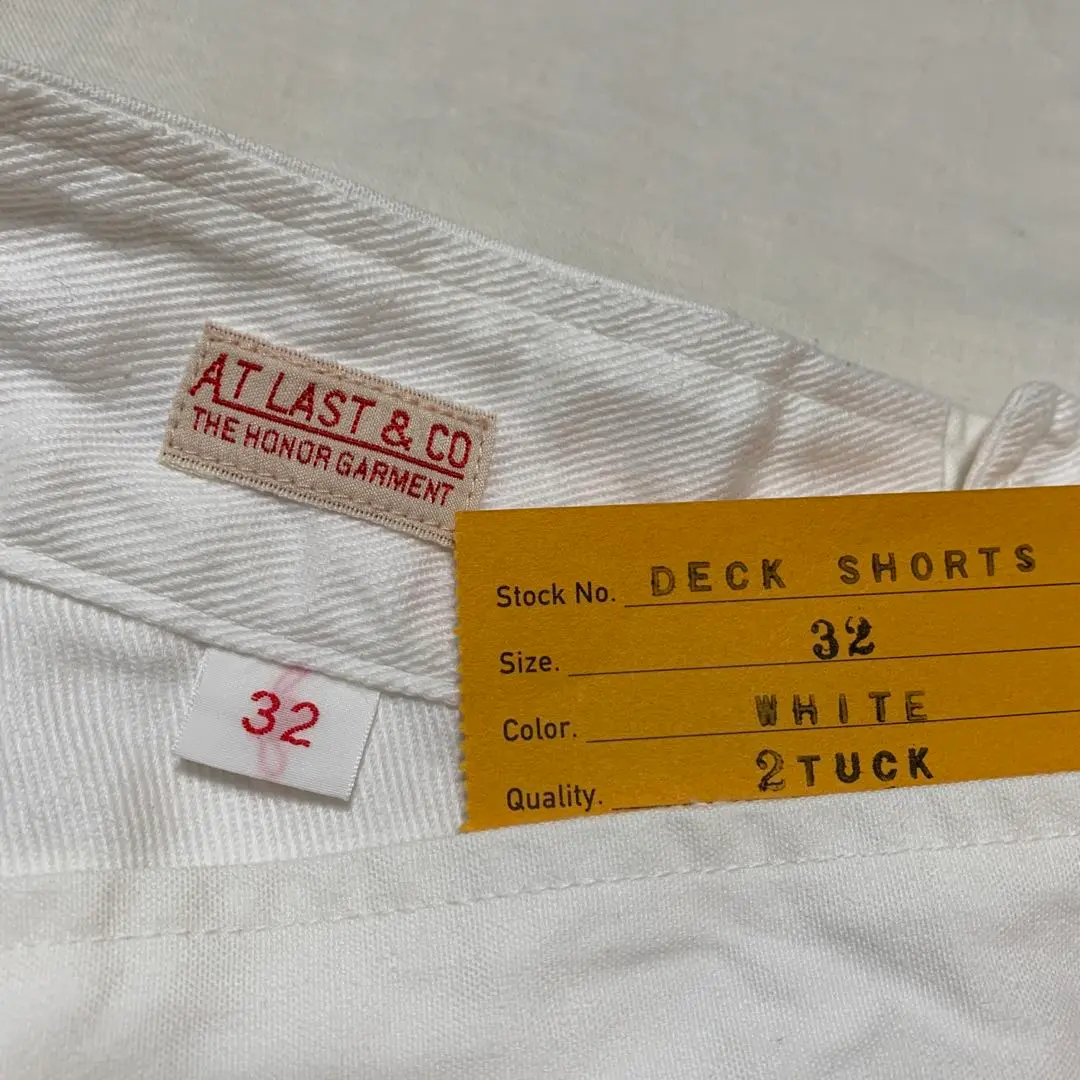 AT LAST & CO
THE HONOR GARMENT
32
Stock No. DECK SHORTS
Size. 32
Color. WHITE
Quality. 2TUCK